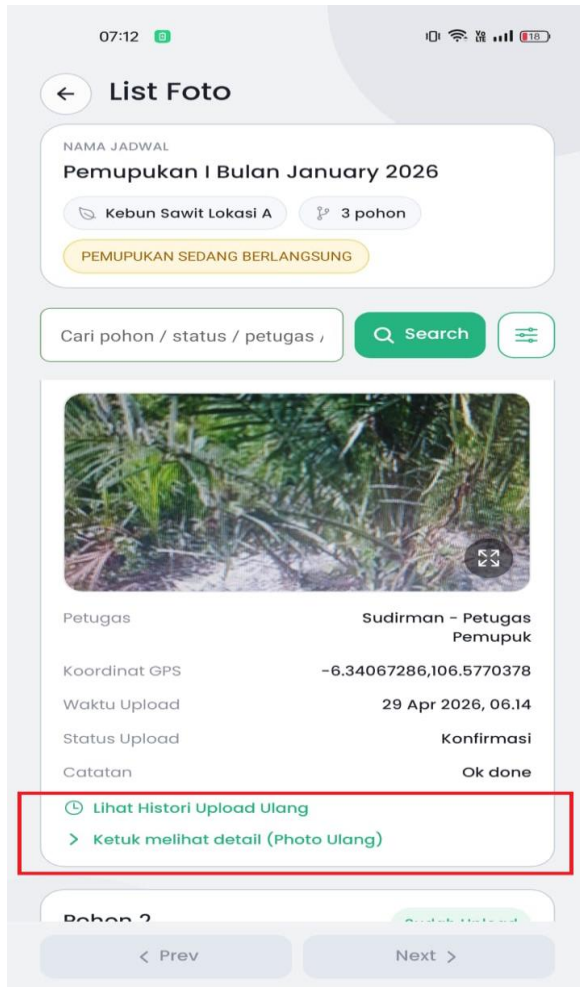 07:12
18
List Foto
NAMA JADWAL
Pemupukan I Bulan January 2026
Kebun Sawit Lokasi A
3 pohon
PEMUPUKAN SEDANG BERLANGSUNG
Cari pohon / status / petugas /
Search
Petugas
Sudirman - Petugas
Pemupuk
Koordinat GPS
-6.34067286,106.5770378
Waktu Upload
29 Apr 2026, 06.14
Status Upload
Konfirmasi
Catatan
Ok done
Lihat Histori Upload Ulang
Ketuk melihat detail (Photo Ulang)
Pohon 2
Sudah Upload
Prev
Next